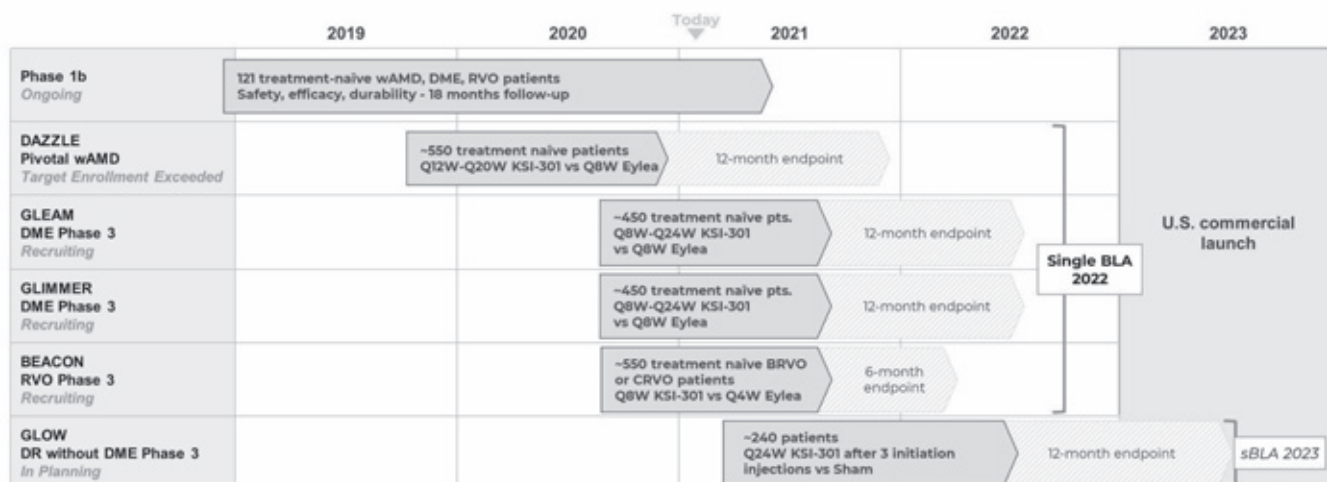 Today
2019
2020
2021
2022
2023
Phase 1b
Ongoing
121 treatment-naïve wAMD, DME, RVO patients
Safety, efficacy, durability - 18 months follow-up
DAZZLE
Pivotal wAMD
Target Enrollment Exceeded
~550 treatment naïve patients
Q12W-Q20W KSI-301 vs Q8W Eylea
12-month endpoint
GLEAM
DME Phase 3
Recruiting
~450 treatment naïve pts.
Q8W-Q24W KSI-301
vs Q8W Eylea
12-month endpoint
GLIMMER
DME Phase 3
Recruiting
~450 treatment naïve pts.
Q8W-Q24W KSI-301
vs Q8W Eylea
12-month endpoint
BEACON
RVO Phase 3
Recruiting
~550 treatment naïve BRVO
or CRVO patients
Q8W KSI-301 vs Q4W Eylea
6-month
endpoint
GLOW
DR without DME Phase 3
In Planning
~240 patients
Q24W KSI-301 after 3 initiation
injections vs Sham
12-month endpoint
Single BLA
2022
U.S. commercial
launch
sBLA 2023